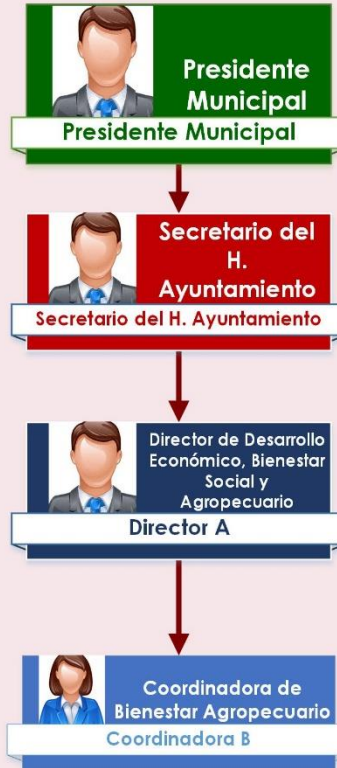 Presidente
Municipal
Presidente Municipal
Secretario del
H.
Ayuntamiento
Secretario del H. Ayuntamiento
Director de Desarrollo
Económico, Bienestar
Social y
Agropecuario
Director A
Coordinadora de
Bienestar Agropecuario
Coordinadora B